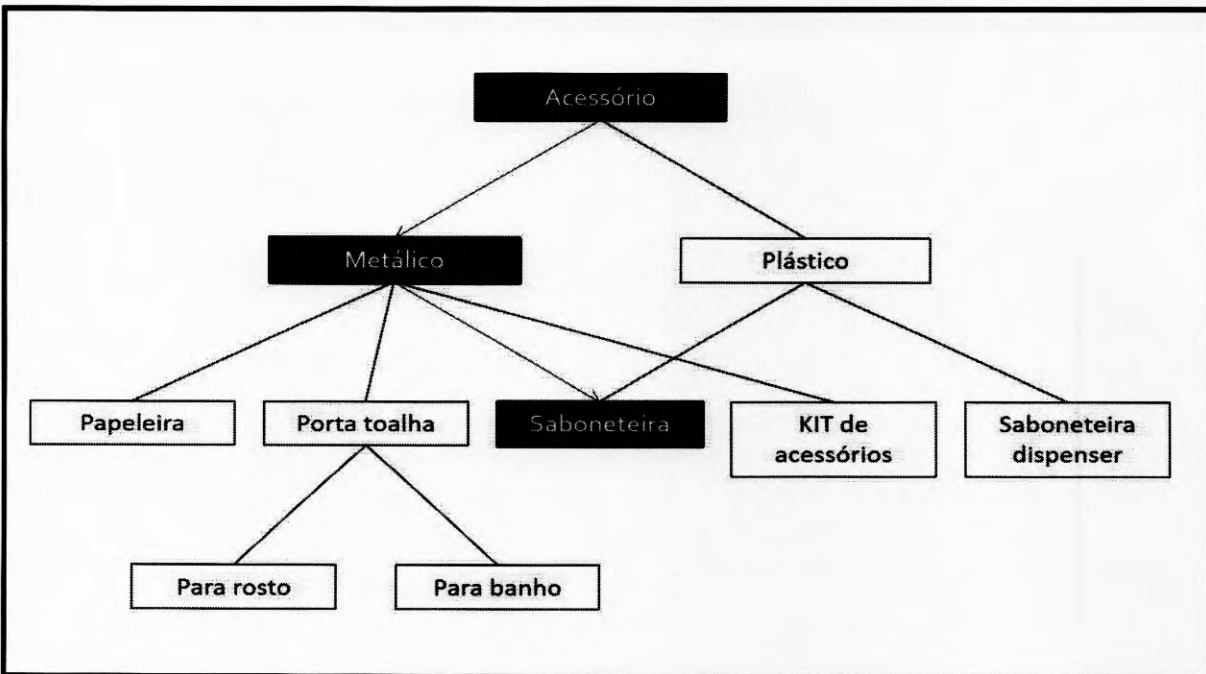 Acessório
Metálico
Plástico
Papeleira
Porta toalha
Saboneteira
KIT de
acessórios
Saboneteira
dispenser
Para rosto
Para banho